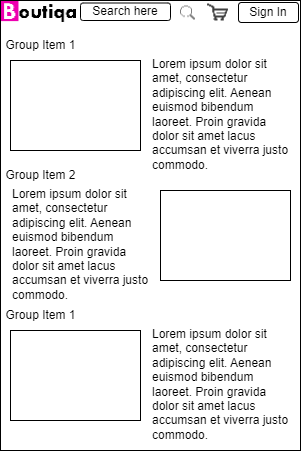 Boutiqa Search here Sign In
Group Item 1
Lorem ipsum dolor sit
amet, consectetur
adipiscing elit. Aenean
euismod bibendum
laoreet. Proin gravida
dolor sit amet lacus
accumsan et viverra justo
commodo.
Group Item 2
Lorem ipsum dolor sit
amet, consectetur
adipiscing elit. Aenean
euismod bibendum
laoreet. Proin gravida
dolor sit amet lacus
accumsan et viverra justo
commodo.
Group Item 1
Lorem ipsum dolor sit
amet, consectetur
adipiscing elit. Aenean
euismod bibendum
laoreet. Proin gravida
dolor sit amet lacus
accumsan et viverra justo
commodo.